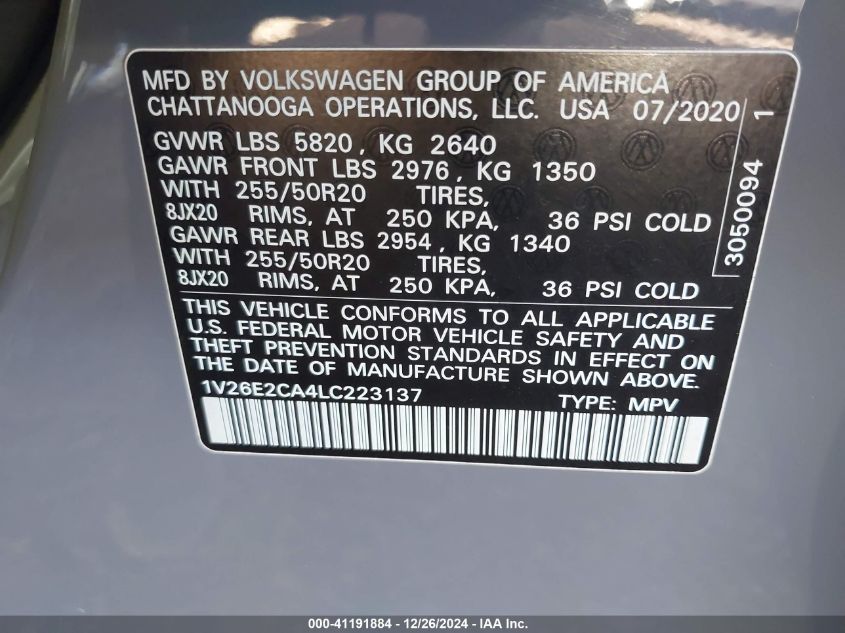 MFD BY VOLKSWAGEN GROUP OF AMERICA
CHATTANOOGA OPERATIONS, LLC. USA 07/2020
GVWR LBS 5820, KG 2640
GAWR FRONT LBS 2976, KG 1350
WITH 255/50R20 TIRES,
8JX20 RIMS, AT 250 KPA, 36 PSI COLD
GAWR REAR LBS 2954, KG 1340
WITH 255/50R20 TIRES,
8JX20 RIMS, AT 250 KPA, 36 PSI COLD
3050094 1
THIS VEHICLE CONFORMS TO ALL APPLICABLE
U.S. FEDERAL MOTOR VEHICLE SAFETY AND
THEFT PREVENTION STANDARDS IN EFFECT ON
THE DATE OF MANUFACTURE SHOWN ABOVE.
1V26E2CA4LC223137 TYPE: MPV
000-41191884 - 12/26/2024 - IAA Inc.